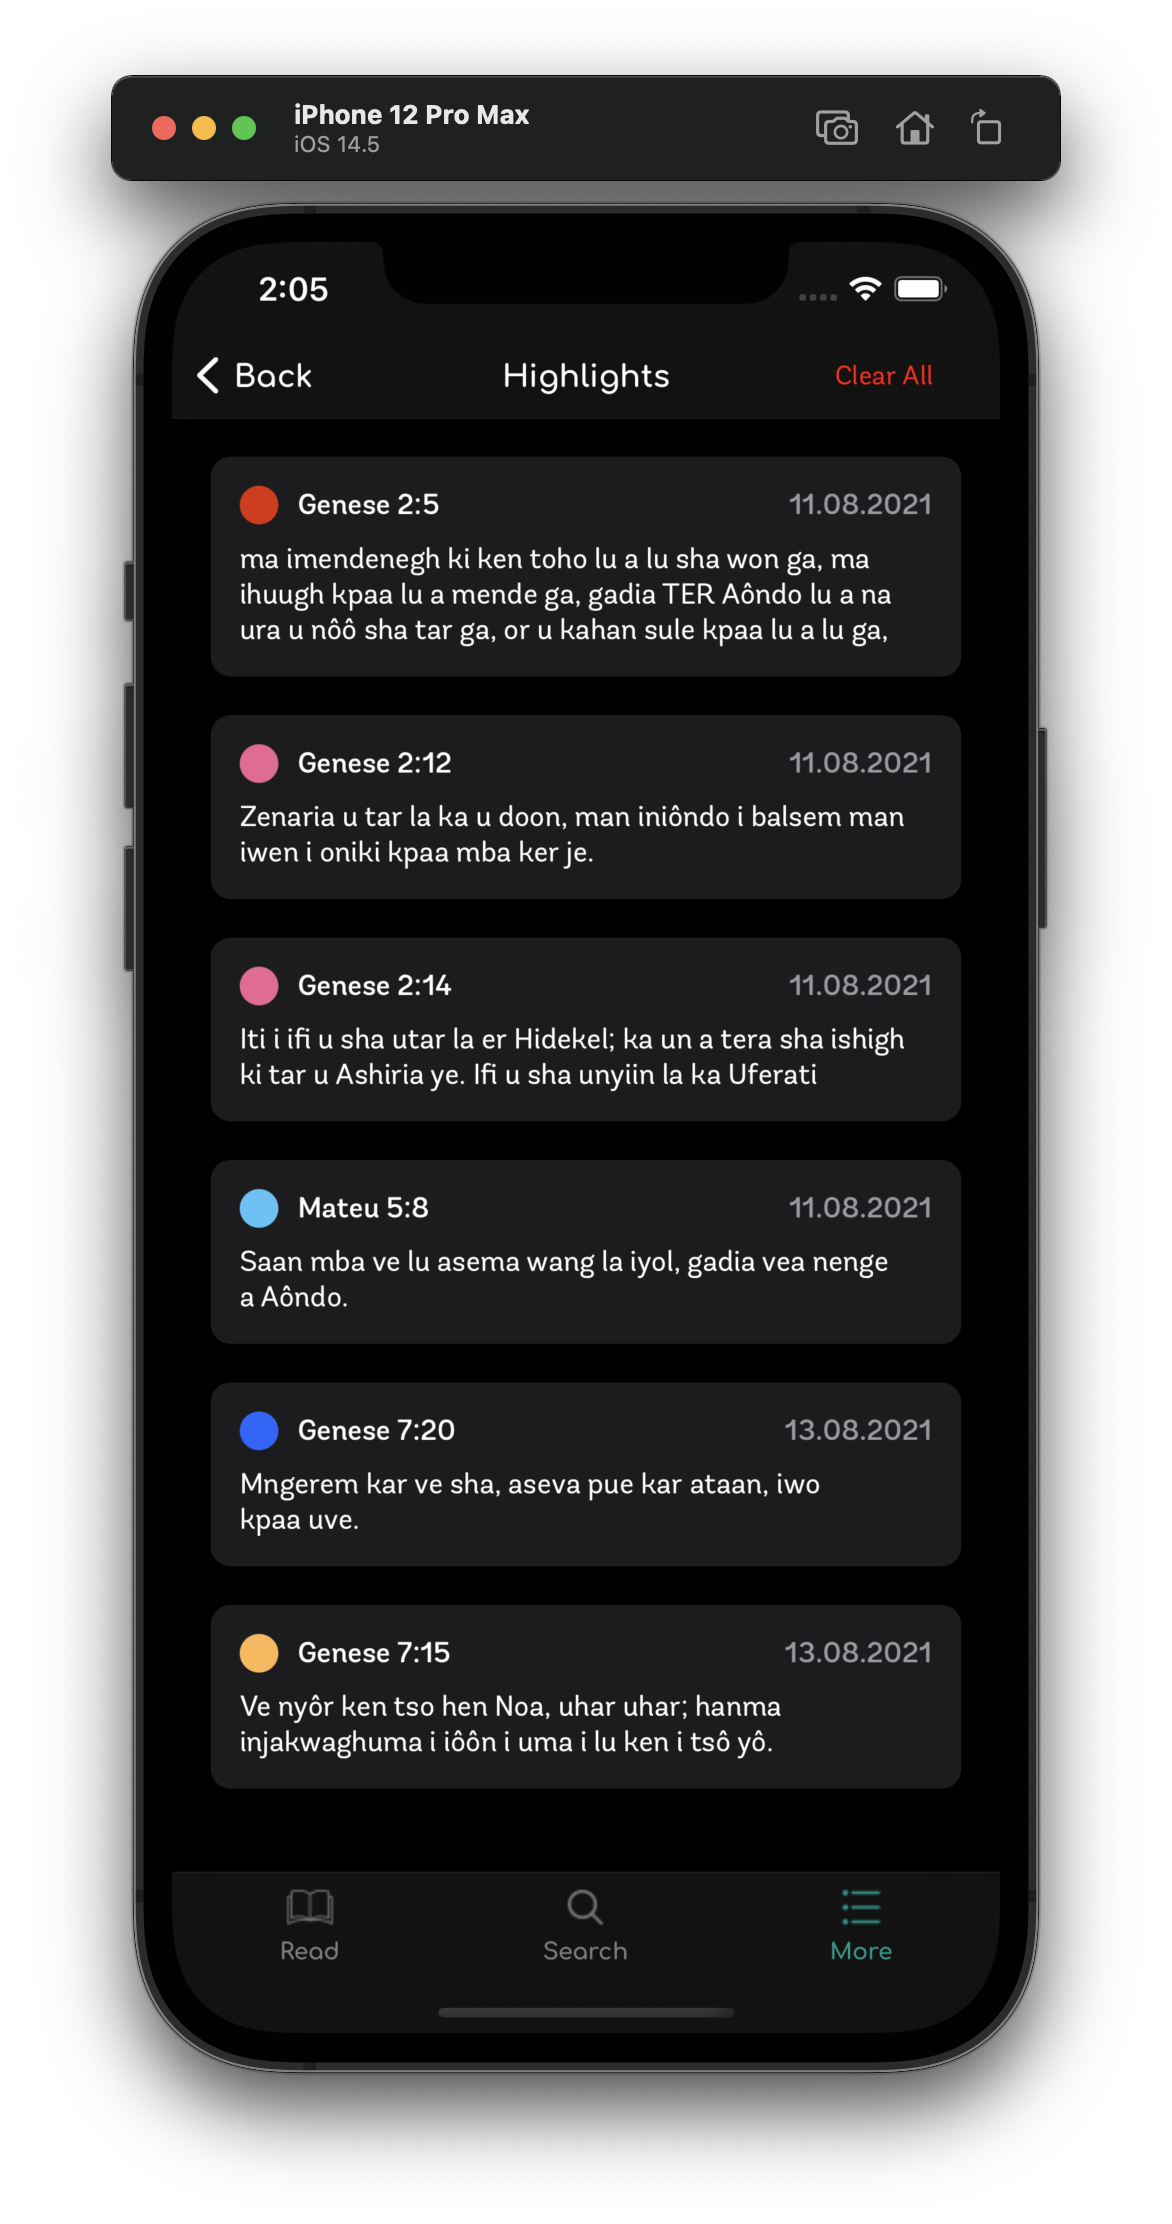 iPhone 12 Pro Max
iOS 14.5
2:05
Back
Highlights
Clear All
Genese 2:5
11.08.2021
ma imendenegh ki ken toho lu a lu sha won ga, ma
ihuugh kpaa lu a mende ga, gadia TER Aôndo lu a na
ura u nôô sha tar ga, or u kahan sule kpaa lu a lu ga,
Genese 2:12
11.08.2021
Zenaria u tar la ka u doon, man iniôndo i balsem man
iwen i oniki kpaa mba ker je.
Genese 2:14
11.08.2021
Iti i ifi u sha utar la er Hidekel; ka un a tera sha ishigh
ki tar u Ashiria ye. Ifi u sha unyiin la ka Uferati
Mateu 5:8
11.08.2021
Saan mba ve lu asema wang la iyol, gadia vea nenge
a Aôndo.
Genese 7:20
13.08.2021
Mngerem kar ve sha, aseva pue kar ataan, iwo
kpaa uve.
Genese 7:15
13.08.2021
Ve nyôr ken tso hen Noa, uhar uhar; hanma
injakwaghuma i iôôn i uma i lu ken i tsô yô.
Read
Search
More